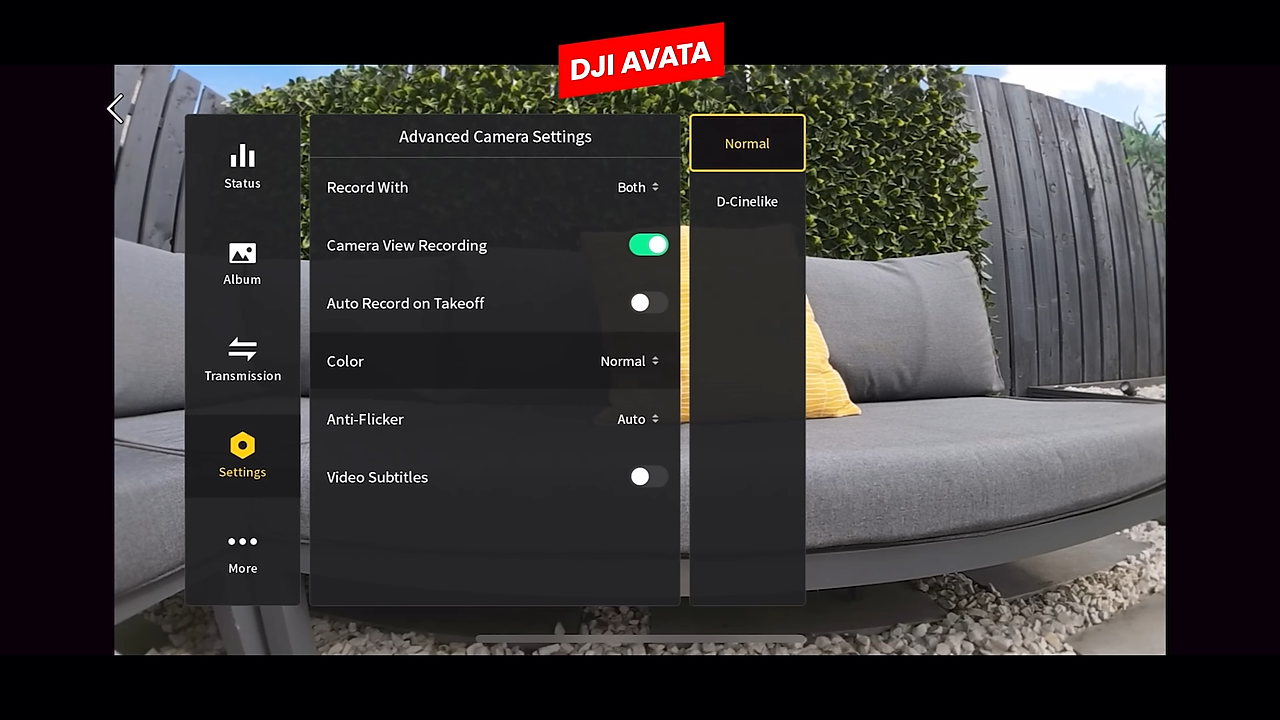 DJI AVATA
Status
Album
Transmission
Settings
More
Advanced Camera Settings
Record With Both
Camera View Recording
Auto Record on Takeoff
Color Normal
Anti-Flicker Auto
Video Subtitles
Normal
D-Cinelike